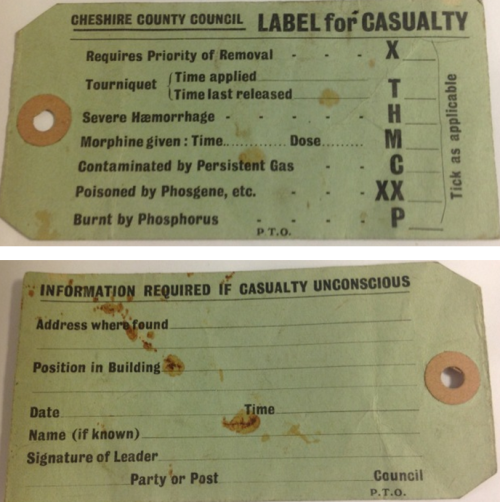 CHESHIRE COUNTY COUNCIL LABEL for CASUALTY
Requires Priority of Removal - - - X
Tourniquet { Time applied
Time last released T
Severe Hæmorrhage - - - - - H
Morphine given : Time........... Dose........ M
Contaminated by Persistent Gas - - C
Poisoned by Phosgene, etc. - - - XX
Burnt by Phosphorus - - - - P
Tick as applicable
P.T.O.
INFORMATION REQUIRED IF CASUALTY UNCONSCIOUS
Address where found
Position in Building
Date Time
Name (if known)
Signature of Leader
Party or Post Council
P.T.O.